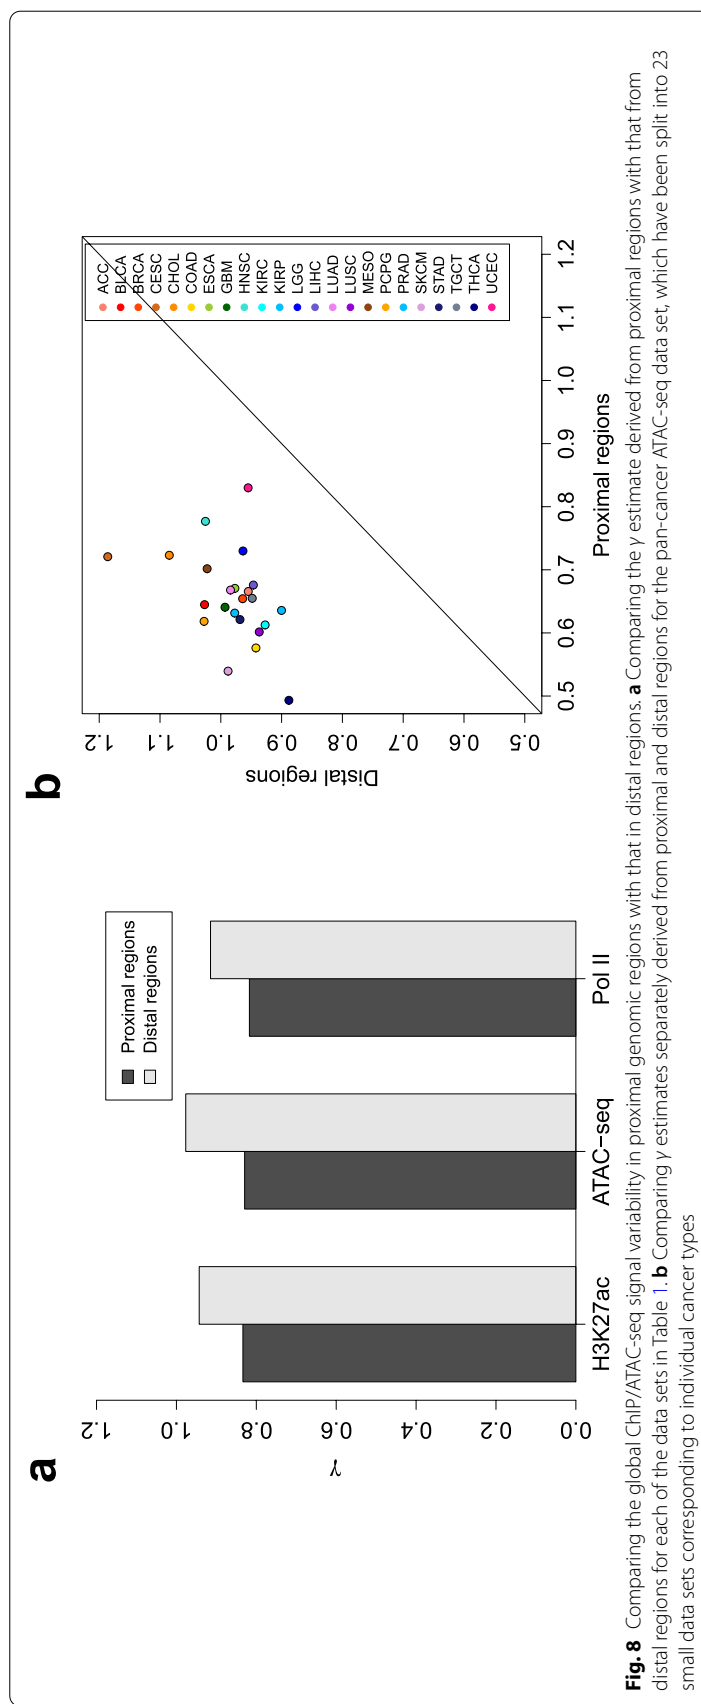 a
γ
0.0
0.2
0.4
0.6
0.8
1.0
1.2
H3K27ac
ATAC−seq
Pol II
Proximal regions
Distal regions
b
Distal regions
0.5
0.6
0.7
0.8
0.9
1.0
1.1
1.2
0.5
0.6
0.7
0.8
0.9
1.0
1.1
1.2
Proximal regions
ACC
BLCA
BRCA
CESC
CHOL
COAD
ESCA
GBM
HNSC
KIRC
KIRP
LGG
LIHC
LUAD
LUSC
MESO
PCPG
PRAD
SKCM
STAD
TGCT
THCA
UCEC
Fig. 8 Comparing the global ChIP/ATAC-seq signal variability in proximal genomic regions with that in distal regions. a Comparing the γ estimate derived from proximal regions with that from
distal regions for each of the data sets in Table 1. b Comparing γ estimates separately derived from proximal and distal regions for the pan-cancer ATAC-seq data set, which have been split into 23
small data sets corresponding to individual cancer types